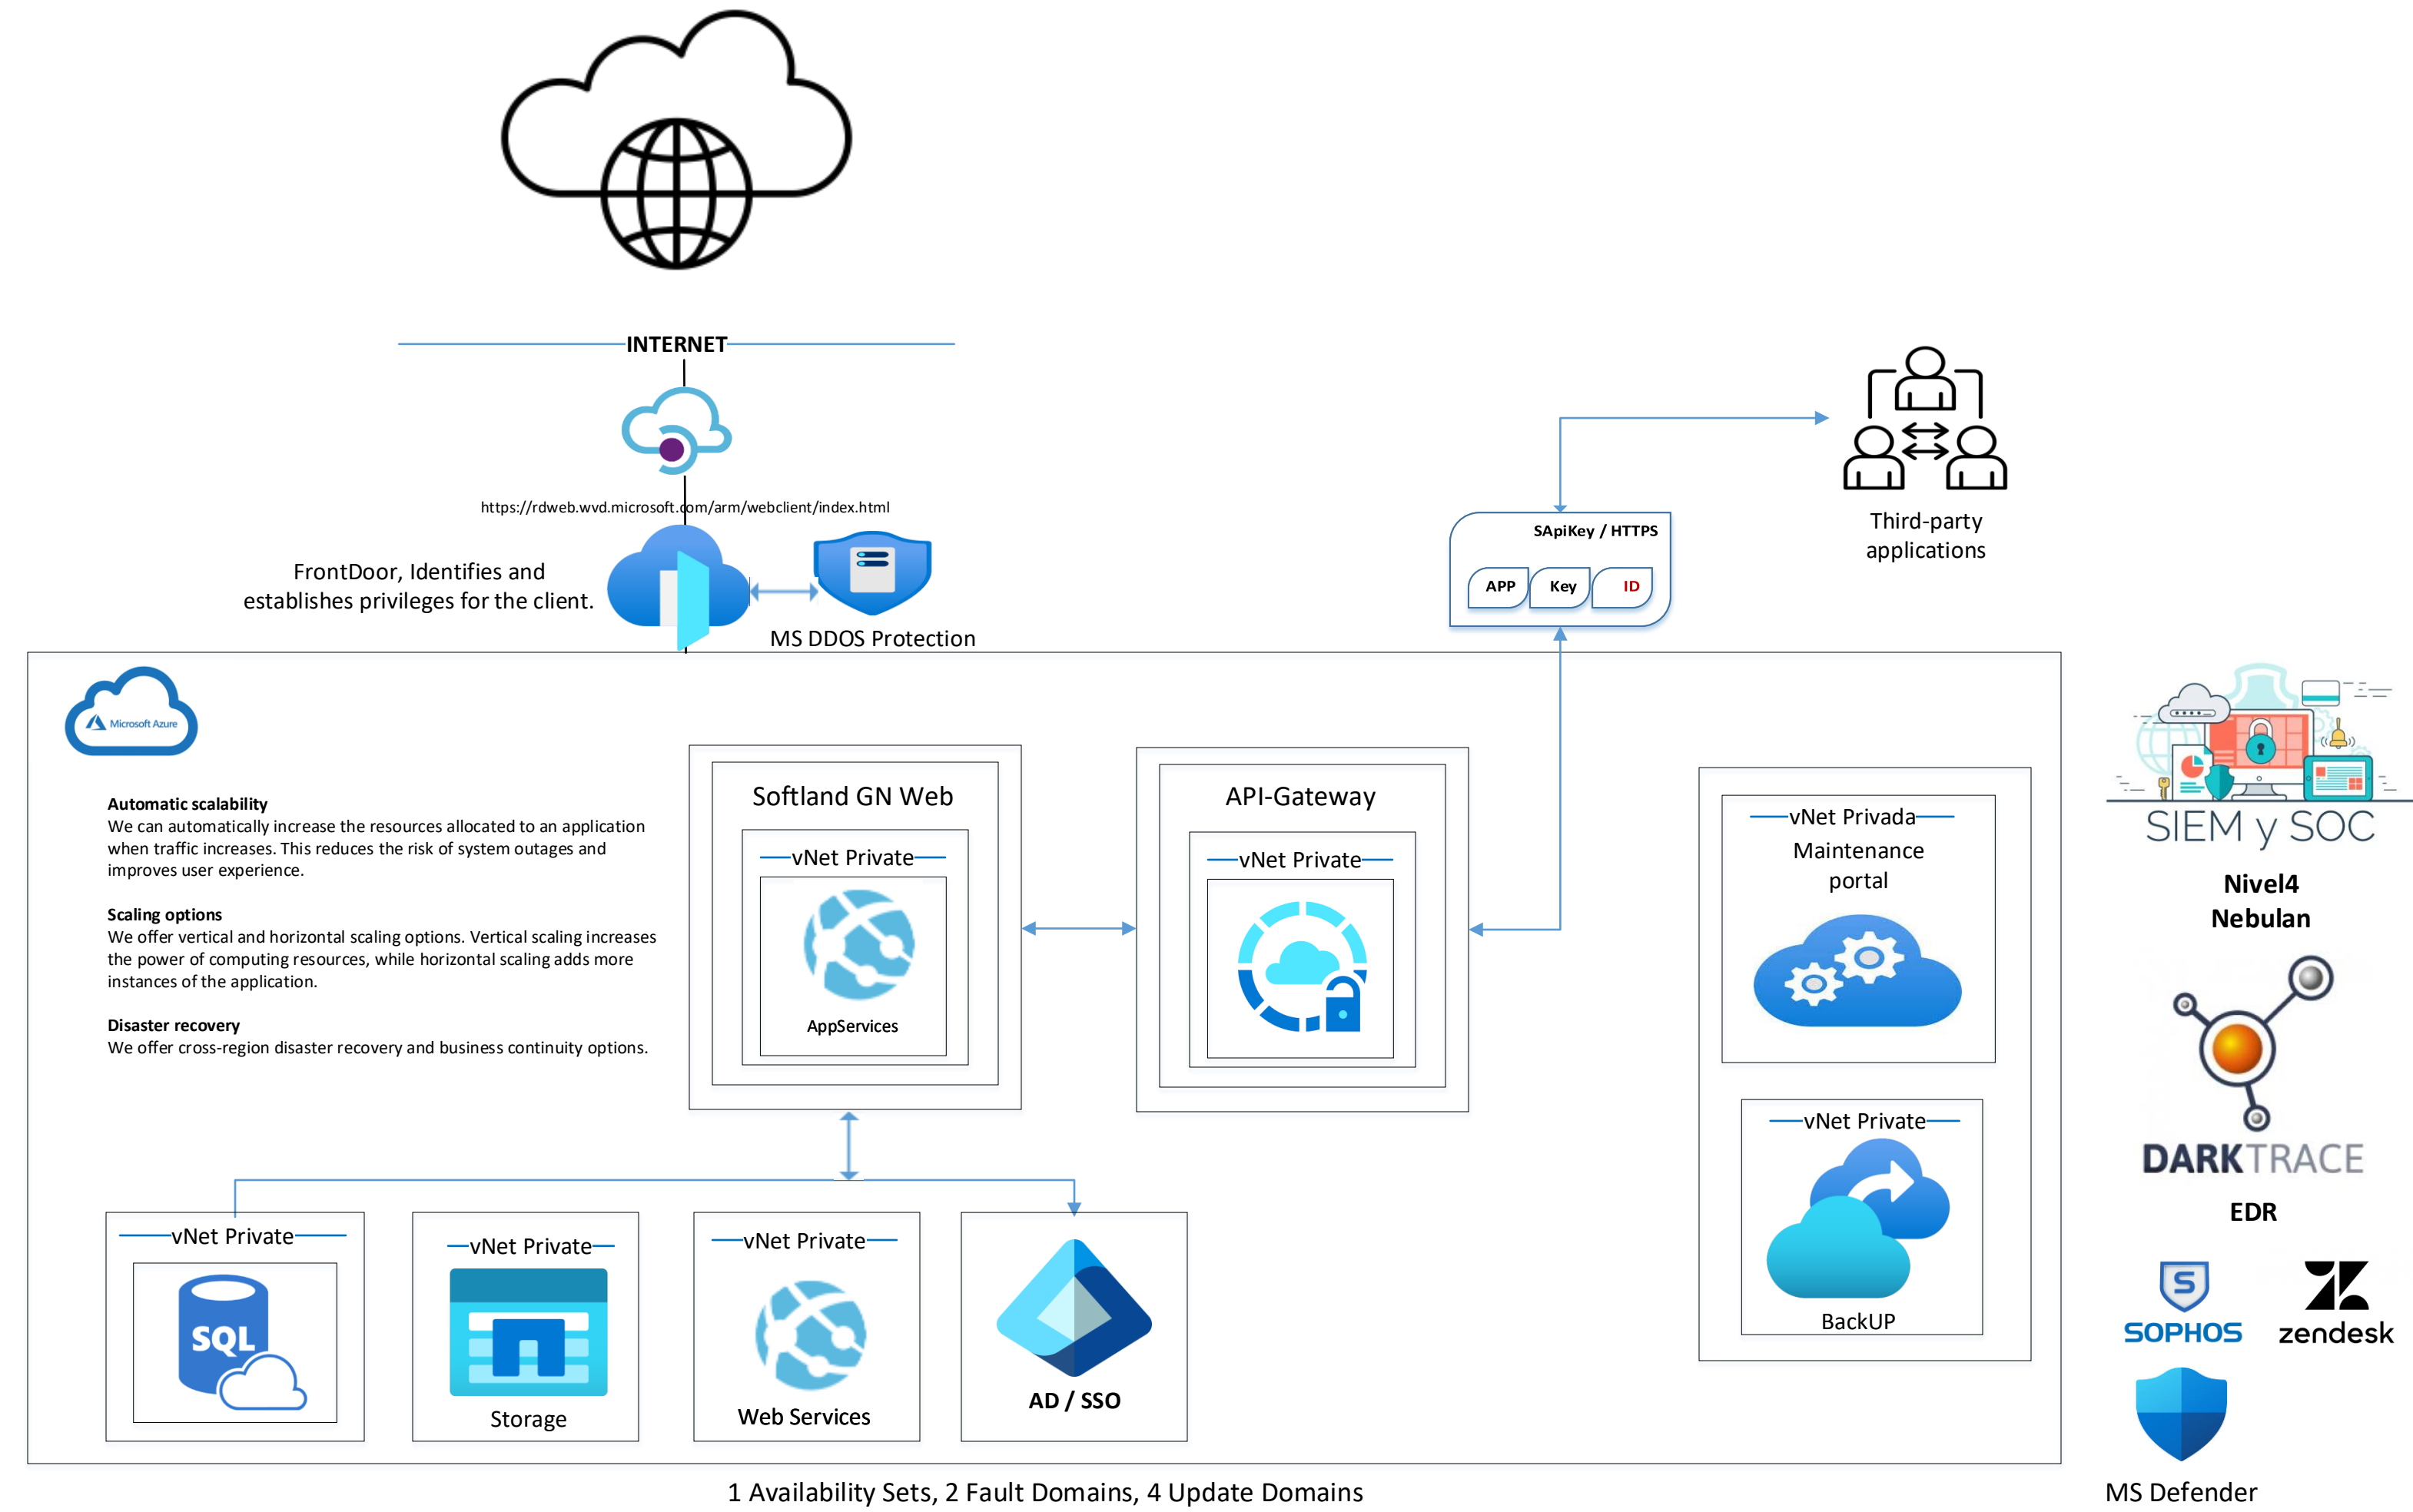 INTERNET
https://rdweb.wvd.microsoft.com/arm/webclient/index.html
FrontDoor, Identifies and
establishes privileges for the client.
MS DDOS Protection
SApiKey / HTTPS
APP
Key
ID
Third-party
applications
Microsoft Azure
Automatic scalability
We can automatically increase the resources allocated to an application
when traffic increases. This reduces the risk of system outages and
improves user experience.
Scaling options
We offer vertical and horizontal scaling options. Vertical scaling increases
the power of computing resources, while horizontal scaling adds more
instances of the application.
Disaster recovery
We offer cross-region disaster recovery and business continuity options.
Softland GN Web
vNet Private
AppServices
API-Gateway
vNet Private
vNet Privada
Maintenance
portal
vNet Private
BackUP
vNet Private
SQL
vNet Private
Storage
vNet Private
Web Services
AD / SSO
SIEM y SOC
Nivel4
Nebulan
DARKTRACE
EDR
S
SOPHOS
zendesk
MS Defender
1 Availability Sets, 2 Fault Domains, 4 Update Domains